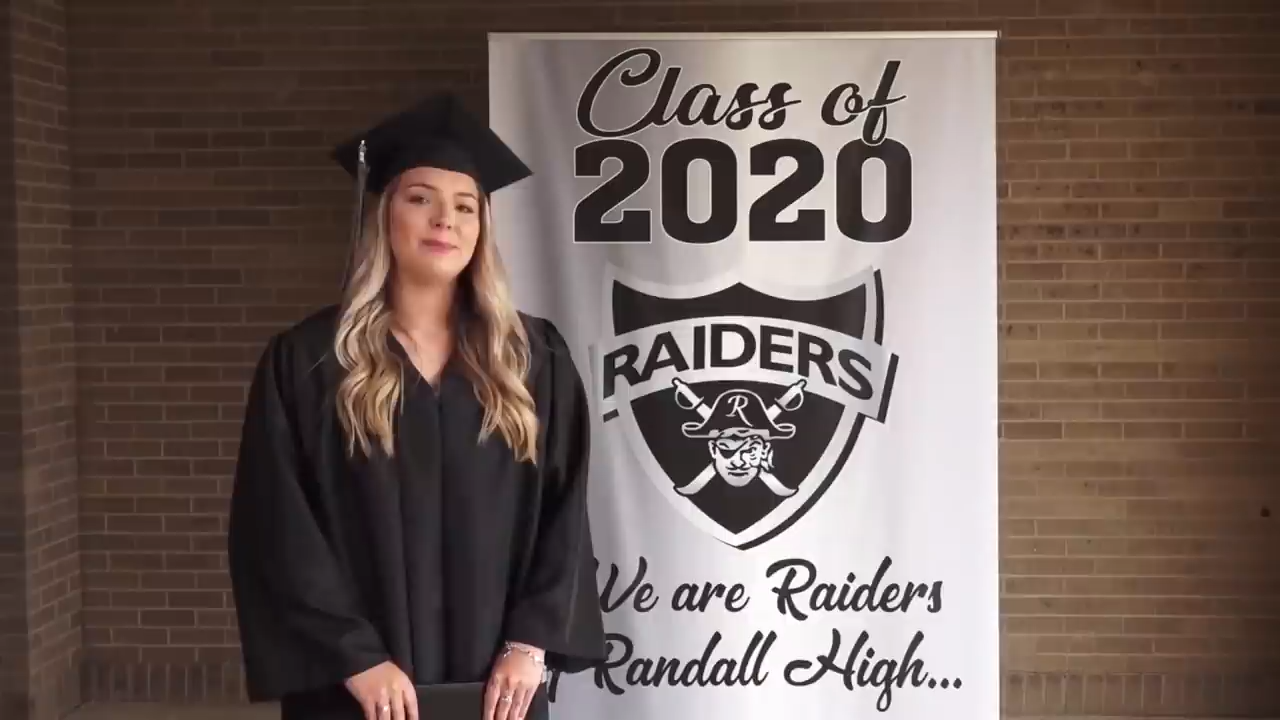 Class of
2020
RAIDERS
R
We are Raiders
Randall High...